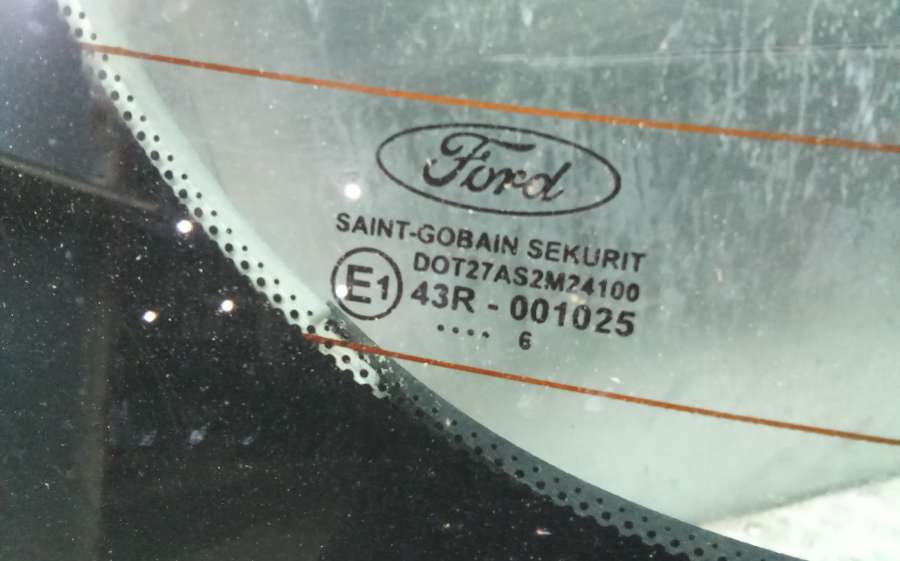 Ford
SAINT-GOBAIN SEKURIT
DOT27AS2M24100
E1 43R - 001025
.... 6